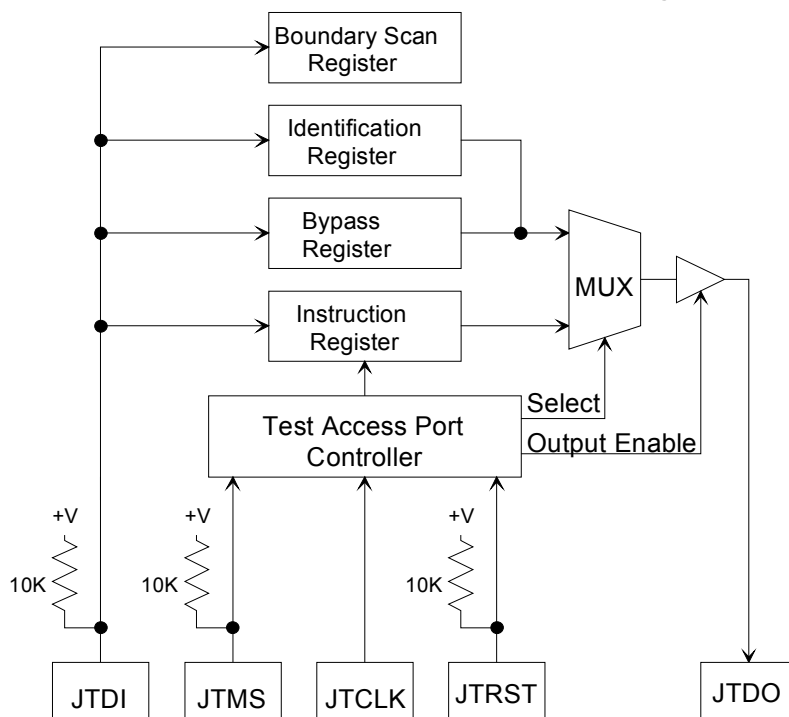 Boundary Scan
Register
Identification
Register
Bypass
Register
MUX
Instruction
Register
Select
Test Access Port
Controller
Output Enable
+V
+V
+V
10K
10K
10K
JTDI
JTMS
JTCLK
JTRST
JTDO